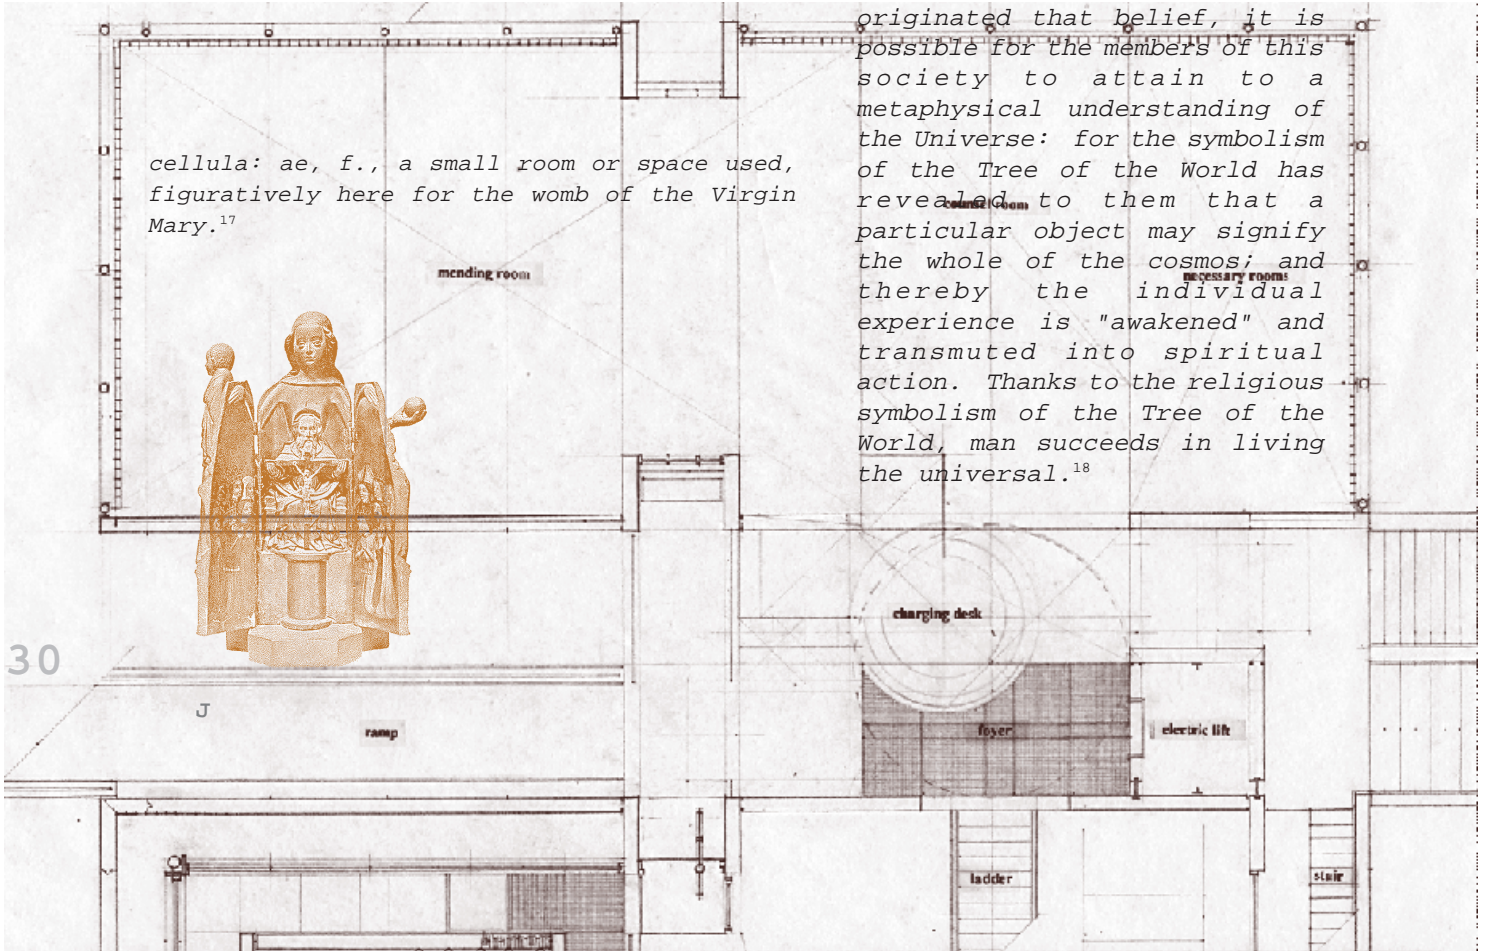 cellula: ae, f., a small room or space used,
figuratively here for the womb of the Virgin
Mary.17
originated that belief, it is
possible for the members of this
society to attain to a
metaphysical understanding of
the Universe: for the symbolism
of the Tree of the World has
revealed to them that a
particular object may signify
the whole of the cosmos; and
thereby the individual
experience is "awakened" and
transmuted into spiritual
action. Thanks to the religious
symbolism of the Tree of the
World, man succeeds in living
the universal.18
counsel room
mending room
necessary rooms
charging desk
30
J
ramp
foyer
electric lift
ladder
stair